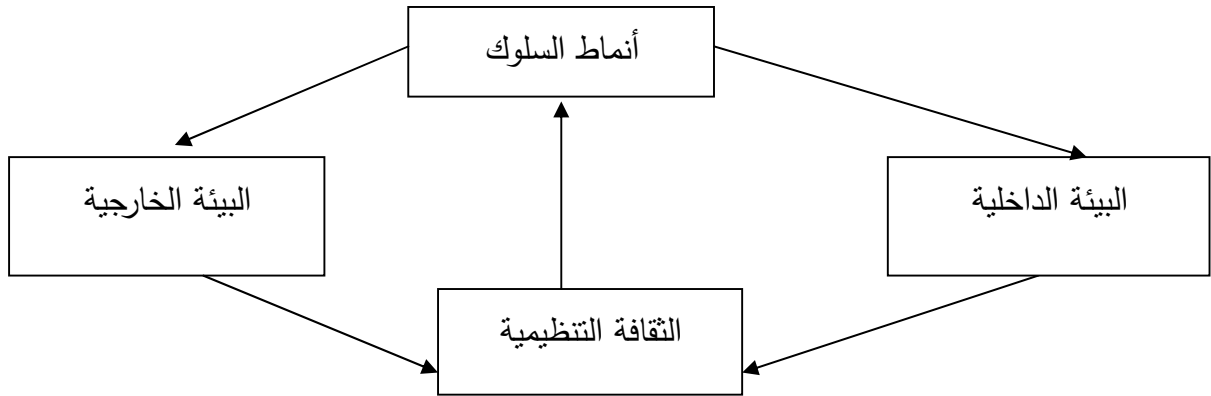 أنماط السلوك
البيئة الداخلية
البيئة الخارجية
الثقافة التنظيمية